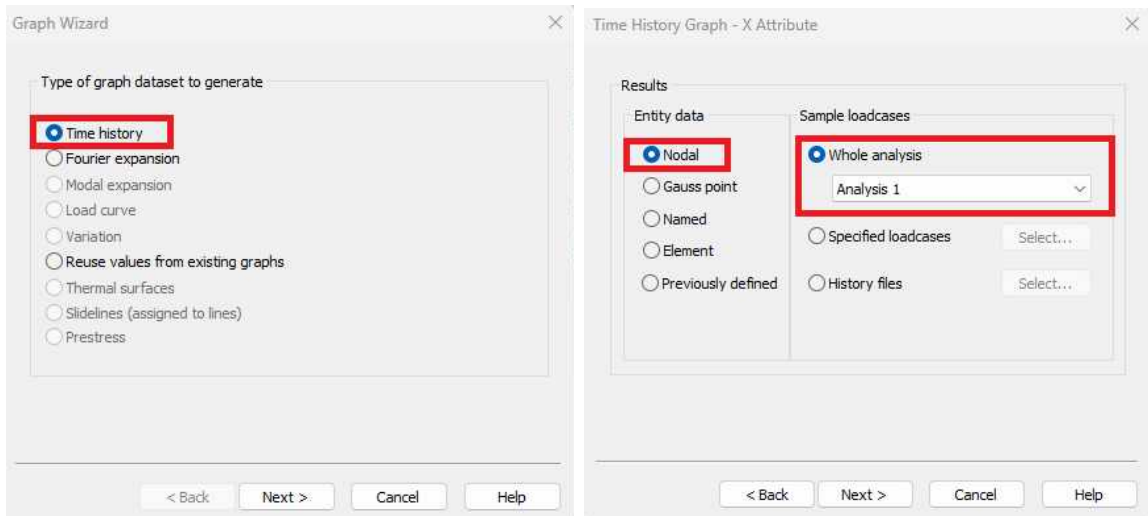 Graph Wizard
Type of graph dataset to generate
Time history
Fourier expansion
Modal expansion
Load curve
Variation
Reuse values from existing graphs
Thermal surfaces
Slidelines (assigned to lines)
Prestress
< Back Next > Cancel Help
Time History Graph - X Attribute
Results
Entity data
Nodal
Gauss point
Named
Element
Previously defined
Sample loadcases
Whole analysis
Analysis 1
Specified loadcases Select...
History files Select...
< Back Next > Cancel Help